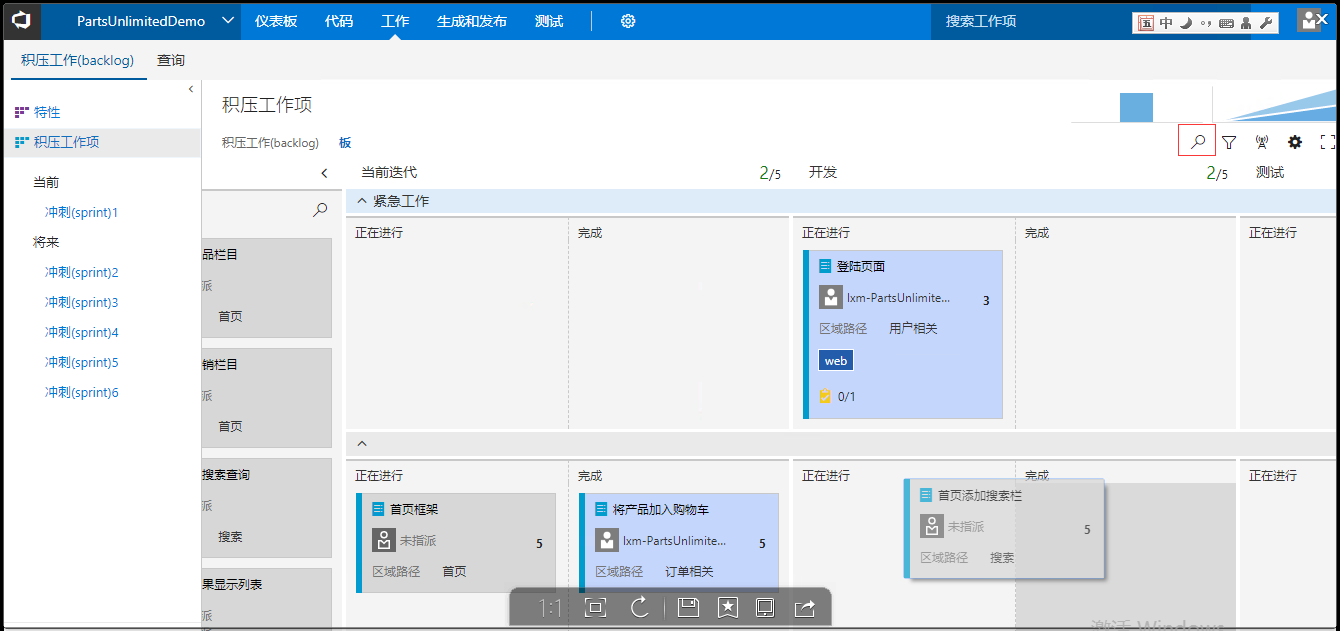 PartsUnlimitedDemo 仪表板 代码 工作 生成和发布 测试 搜索工作项 五 中
积压工作(backlog) 查询
特性
积压工作项
当前
冲刺(sprint)1
将来
冲刺(sprint)2
冲刺(sprint)3
冲刺(sprint)4
冲刺(sprint)5
冲刺(sprint)6
积压工作项
积压工作(backlog) 板
当前迭代 2/5 开发 2/5 测试
紧急工作
正在进行 完成 正在进行 完成 正在进行
登陆页面
lxm-PartsUnlimite... 3
区域路径 用户相关
web
0/1
品栏目
派
首页
销栏目
派
首页
搜索查询
派
搜索
果显示列表
派
正在进行 完成 正在进行 完成 正在进行
首页框架
未指派 5
区域路径 首页
将产品加入购物车
lxm-PartsUnlimite... 5
区域路径 订单相关
首页添加搜索栏
未指派 5
区域路径 搜索
1:1
激活 Windows